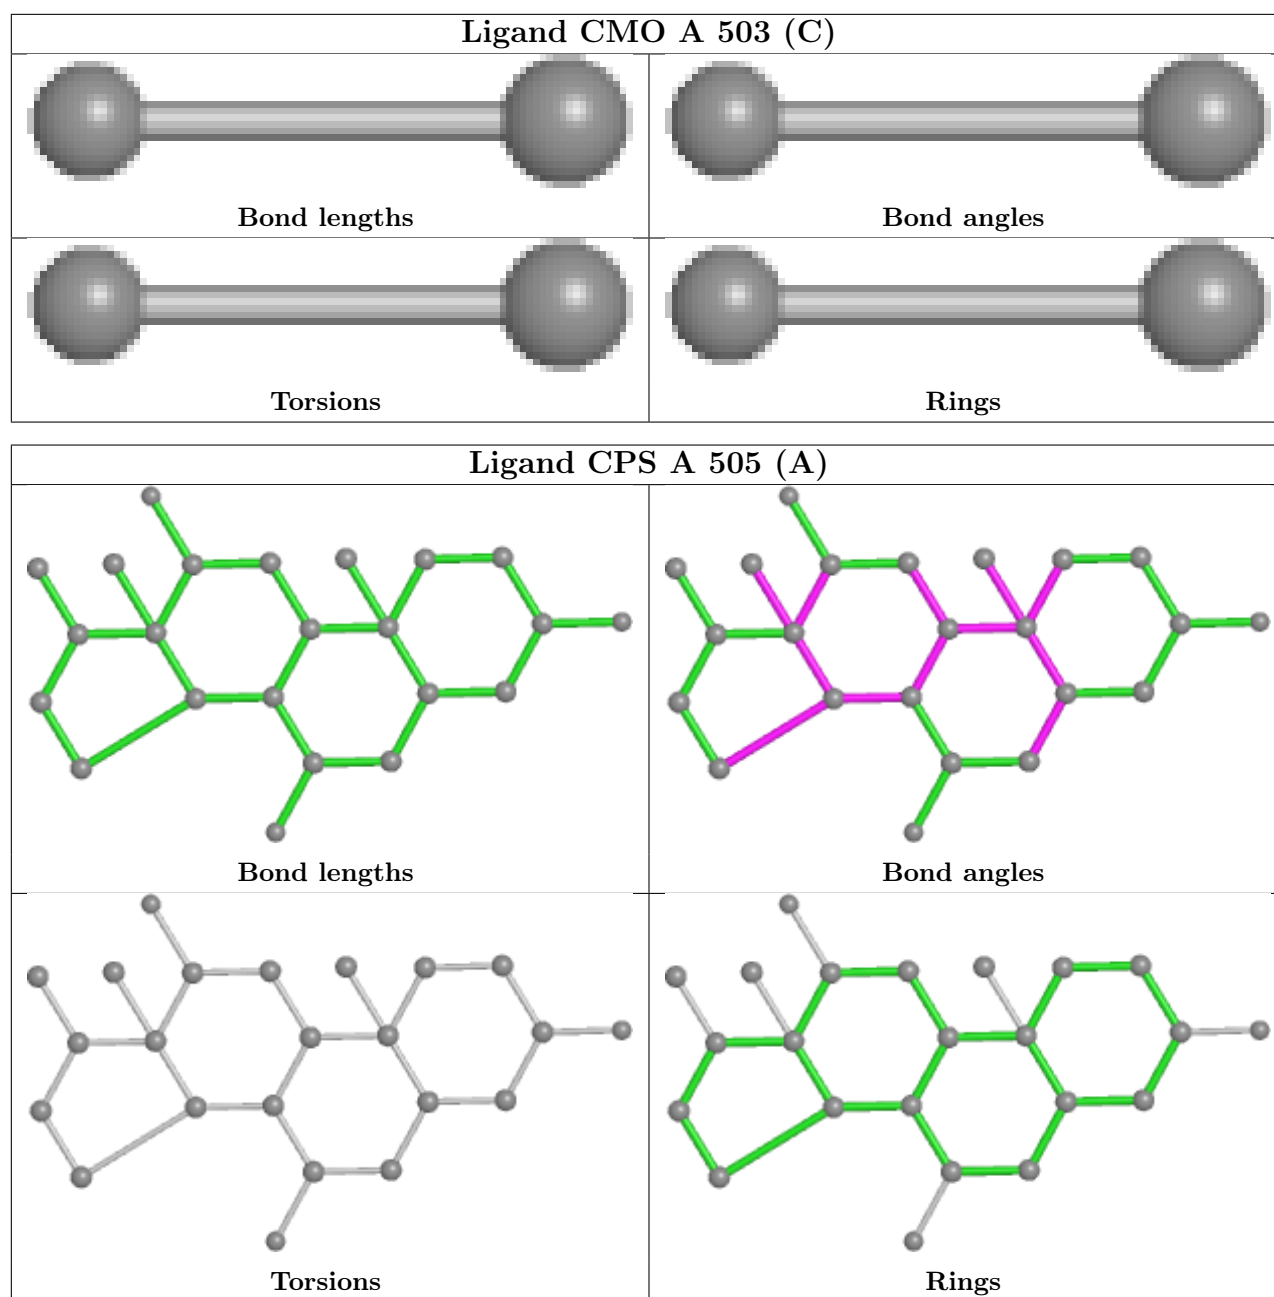 Ligand CMO A 503 (C)
Bond lengths
Bond angles
Torsions
Rings
Ligand CPS A 505 (A)
Bond lengths
Bond angles
Torsions
Rings